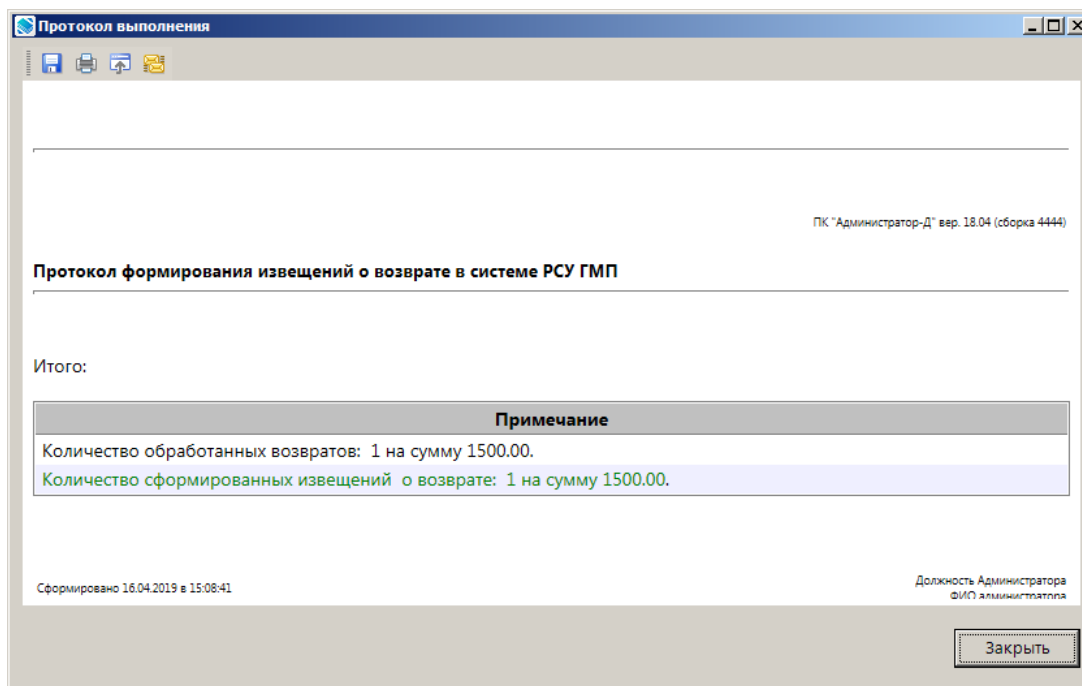 Протокол выполнения
ПК "Администратор-Д" вер. 18.04 (сборка 4444)
Протокол формирования извещений о возврате в системе РСУ ГМП
Итого:
Примечание
Количество обработанных возвратов: 1 на сумму 1500.00.
Количество сформированных извещений о возврате: 1 на сумму 1500.00.
Сформировано 16.04.2019 в 15:08:41
Должность Администратора
ФИО администратора
Закрыть